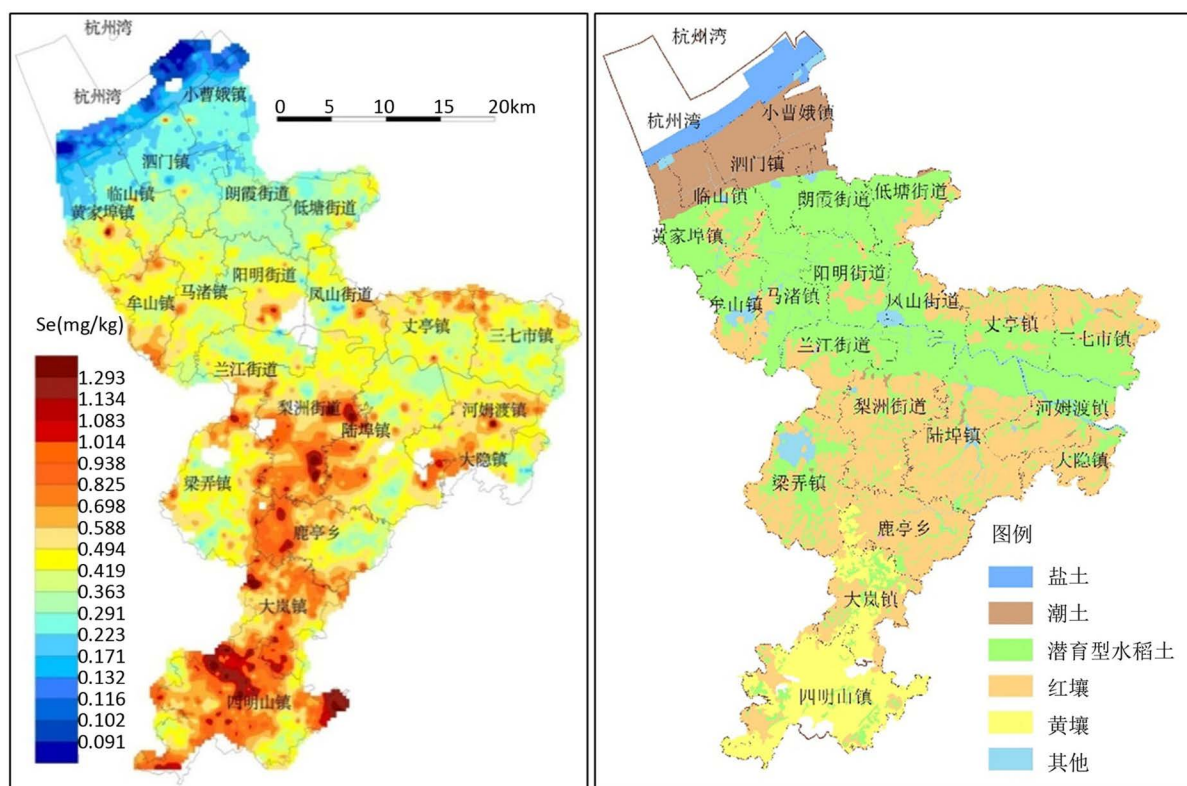 杭州湾
杭州湾
小曹娥镇
0 5 10 15 20km
泗门镇
临山镇
朗霞街道
低塘街道
黄家埠镇
阳明街道
马渚镇
凤山街道
牟山镇
丈亭镇
三七市镇
兰江街道
梨洲街道
河姆渡镇
陆埠镇
大隐镇
梁弄镇
鹿亭乡
大岚镇
四明山镇
Se(mg/kg)
1.293
1.134
1.083
1.014
0.938
0.825
0.698
0.588
0.494
0.419
0.363
0.291
0.223
0.171
0.132
0.116
0.102
0.091
杭州湾
杭州湾
小曹娥镇
泗门镇
临山镇
朗霞街道
低塘街道
黄家埠镇
阳明街道
马渚镇
牟山镇
凤山街道
丈亭镇
三七市镇
兰江街道
梨洲街道
河姆渡镇
陆埠镇
大隐镇
梁弄镇
鹿亭乡
大岚镇
四明山镇
图例
盐土
潮土
潜育型水稻土
红壤
黄壤
其他